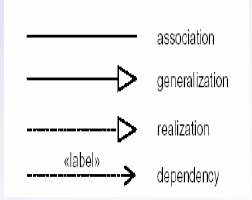 association
generalization
realization
«label»
dependency